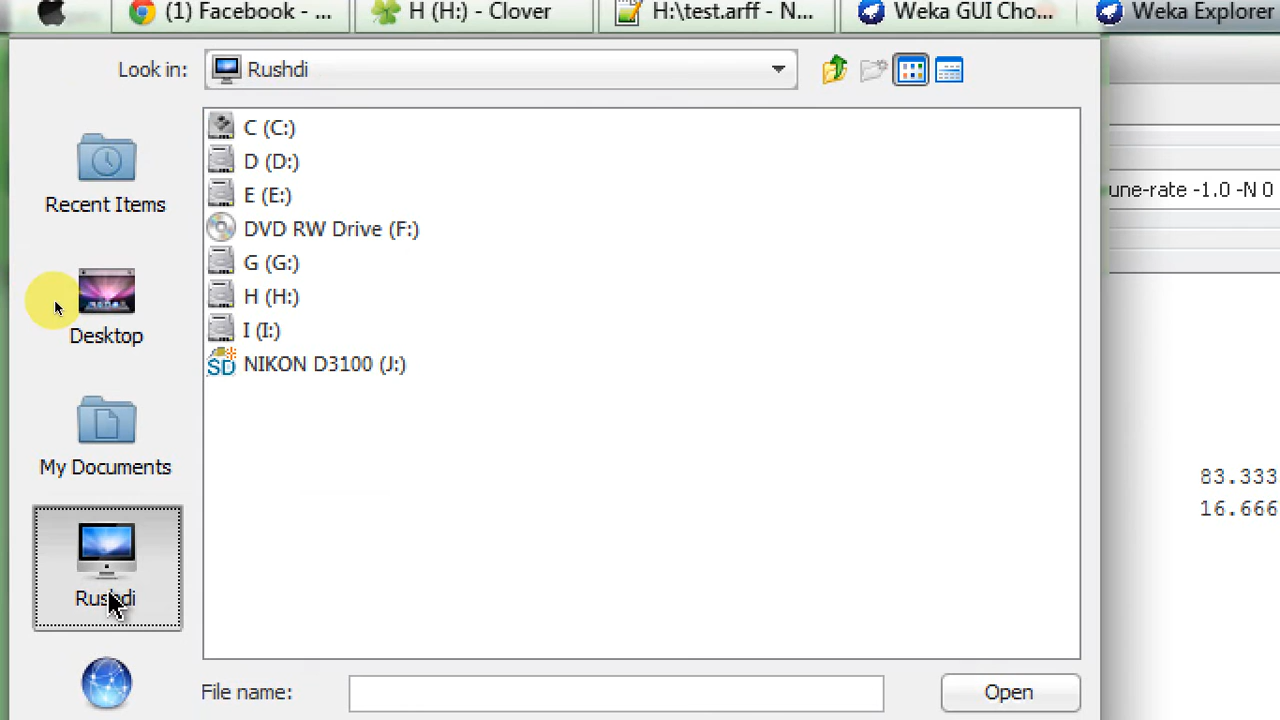 (1) Facebook - ...
H (H:) - Clover
H:\test.arff - N...
Weka GUI Cho...
Weka Explorer
Look in:
Rushdi
Recent Items
Desktop
My Documents
Rushdi
C (C:)
D (D:)
E (E:)
DVD RW Drive (F:)
G (G:)
H (H:)
I (I:)
SD
NIKON D3100 (J:)
une-rate -1.0 -N 0
83.333
16.666
File name:
Open